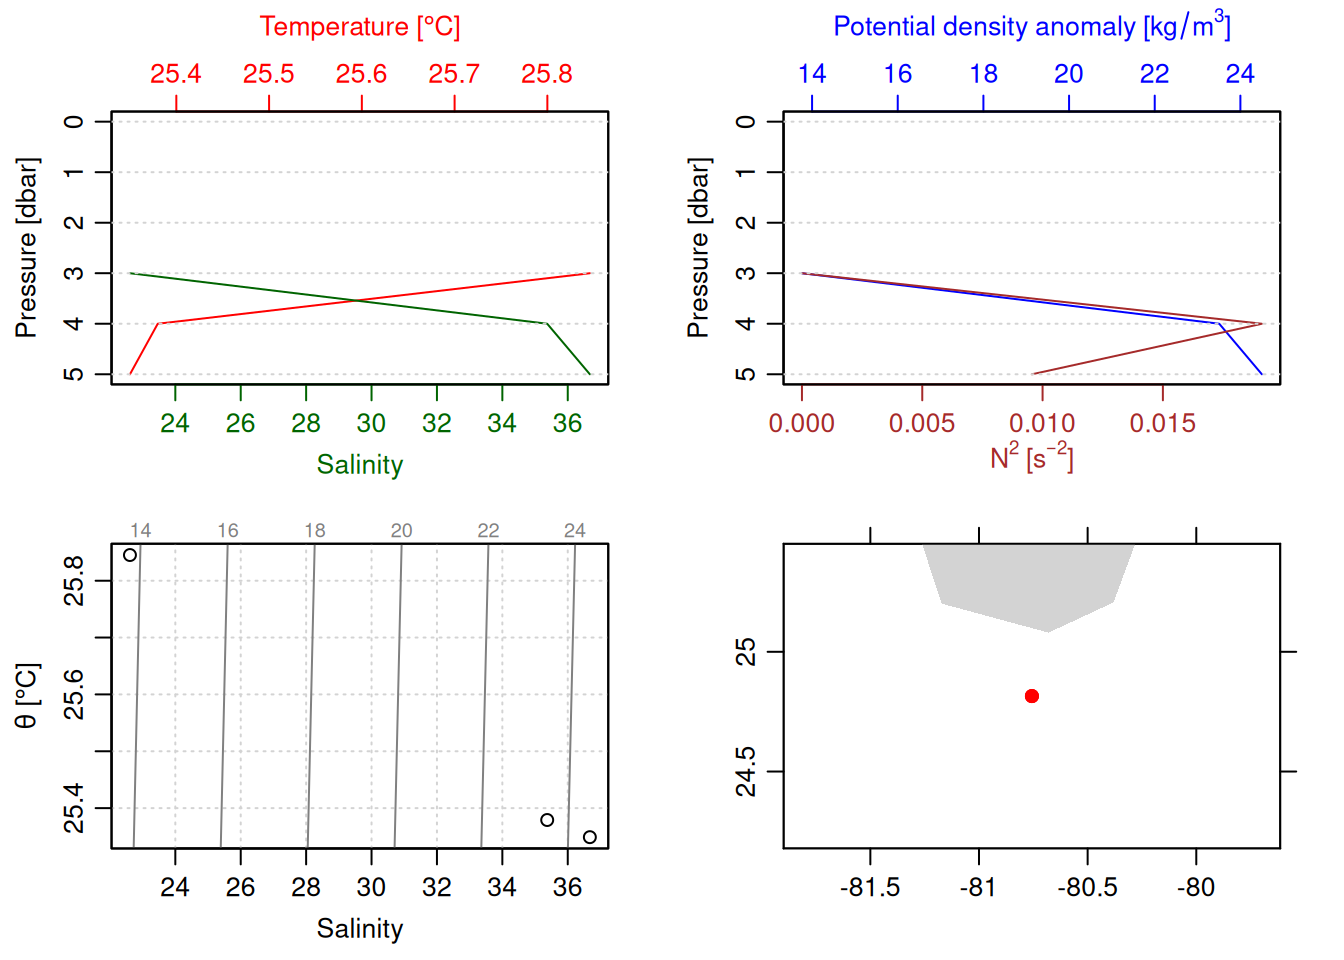 Temperature [°C]
25.4 25.5 25.6 25.7 25.8
Pressure [dbar]
0
1
2
3
4
5
24 26 28 30 32 34 36
Salinity
Potential density anomaly [kg/m³]
14 16 18 20 22 24
Pressure [dbar]
0
1
2
3
4
5
0.000 0.005 0.010 0.015
N² [s⁻²]
14 16 18 20 22 24
θ [°C]
25.8
25.6
25.4
24 26 28 30 32 34 36
Salinity
25
24.5
-81.5 -81 -80.5 -80